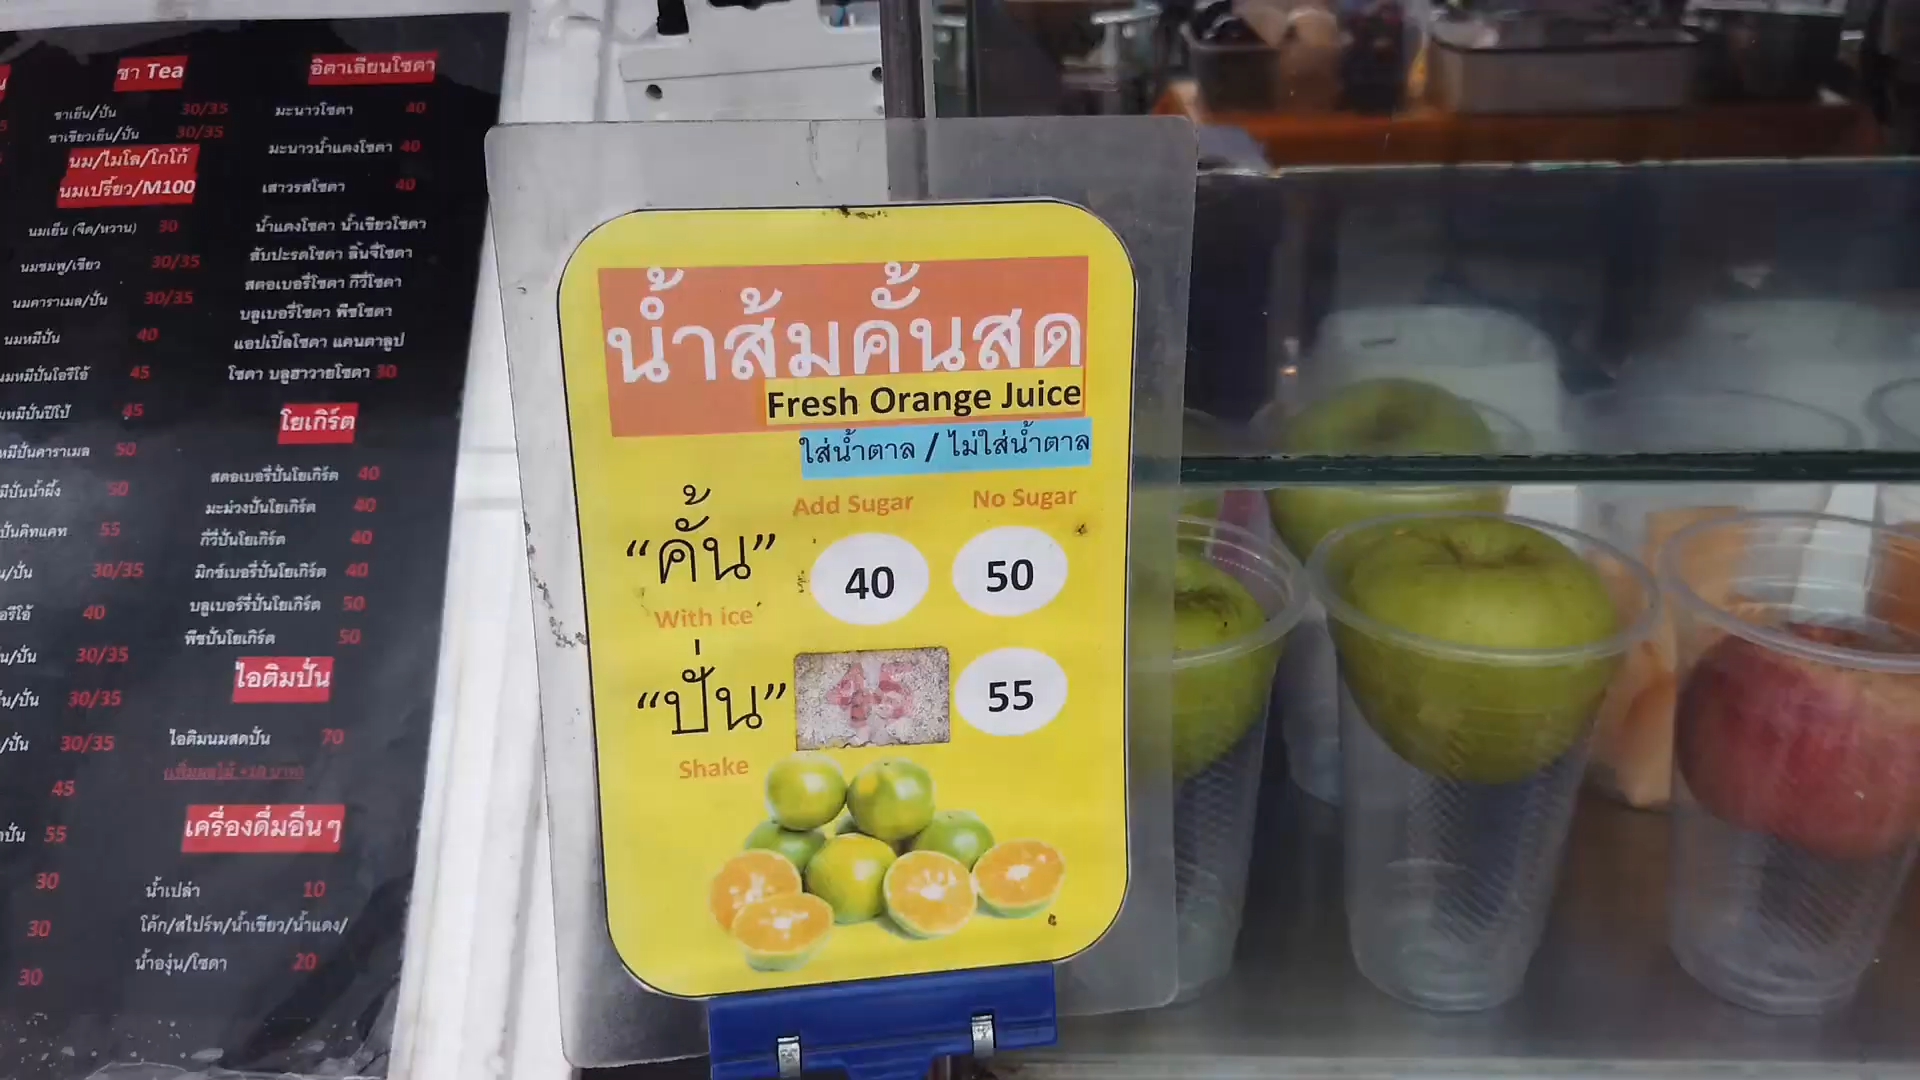 ชา Tea
ชาเย็น/ปั่น 30/35
ชาเขียวเย็น/ปั่น 30/35
นม/ไมโล/โกโก้
นมเปรี้ยว/M100
นมเย็น (จืด/หวาน) 30
นมชมพู/เขียว 30/35
นมคาราเมล/ปั่น 30/35
นมหมีปั่น 40
นมหมีปั่นโอรีโอ้ 45
45
50
50
55
30/35
40
30/35
30/35
30/35
45
55
30
30
30
อิตาเลียนโซดา
มะนาวโซดา 40
มะนาวน้ำแดงโซดา 40
เสาวรสโซดา 40
น้ำแดงโซดา น้ำเขียวโซดา
สับปะรดโซดา ลิ้นจี่โซดา
สตอเบอรี่โซดา กีวี่โซดา
บลูเบอรี่โซดา พีชโซดา
แอปเปิ้ลโซดา แคนตาลูป
โซดา บลูฮาวายโซดา 30
โยเกิร์ต
สตอเบอรี่ปั่นโยเกิร์ต 40
มะม่วงปั่นโยเกิร์ต 40
กีวี่ปั่นโยเกิร์ต 40
มิกซ์เบอรี่ปั่นโยเกิร์ต 40
บลูเบอร์รี่ปั่นโยเกิร์ต 50
พีชปั่นโยเกิร์ต 50
ไอติมปั่น
ไอติมนมสดปั่น 70
(เพิ่มผลไม้ +10 บาท)
เครื่องดื่มอื่นๆ
น้ำเปล่า 10
โค้ก/สไปร์ท/น้ำเขียว/น้ำแดง/
น้ำองุ่น/โซดา 20
น้ำส้มคั้นสด
Fresh Orange Juice
ใส่น้ำตาล / ไม่ใส่น้ำตาล
Add Sugar No Sugar
“คั้น” 40 50
With ice
“ปั่น” 55
Shake